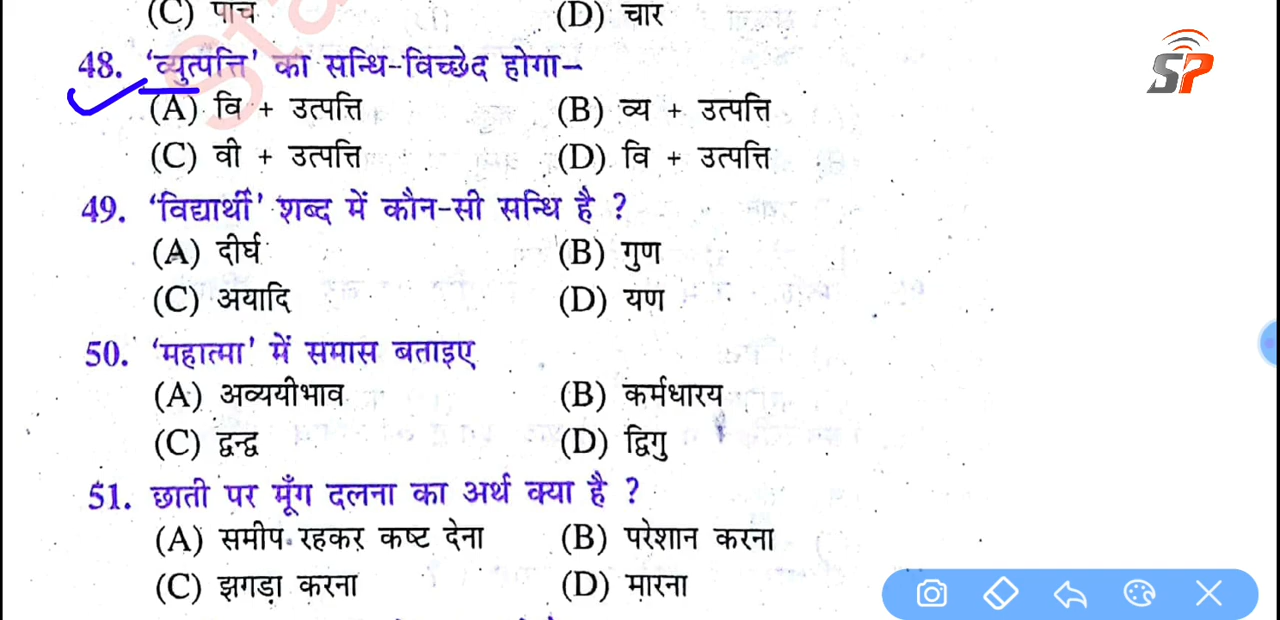 (C) पाच (D) चार
48. 'व्युत्पत्ति' का सन्धि-विच्छेद होगा–
(A) वि + उत्पत्ति (B) व्य + उत्पत्ति
(C) वी + उत्पत्ति (D) वि + उत्पत्ति
49. 'विद्यार्थी' शब्द में कौन-सी सन्धि है ?
(A) दीर्घ (B) गुण
(C) अयादि (D) यण
50. 'महात्मा' में समास बताइए
(A) अव्ययीभाव (B) कर्मधारय
(C) द्वन्द्व (D) द्विगु
51. छाती पर मूँग दलना का अर्थ क्या है ?
(A) समीप रहकर कष्ट देना (B) परेशान करना
(C) झगड़ा करना (D) मारना
SP